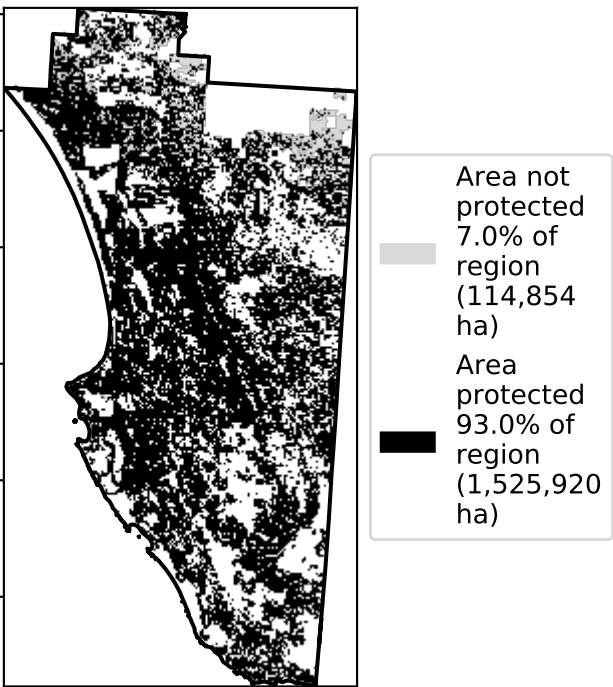 Area not
protected
7.0% of
region
(114,854
ha)
Area
protected
93.0% of
region
(1,525,920
ha)